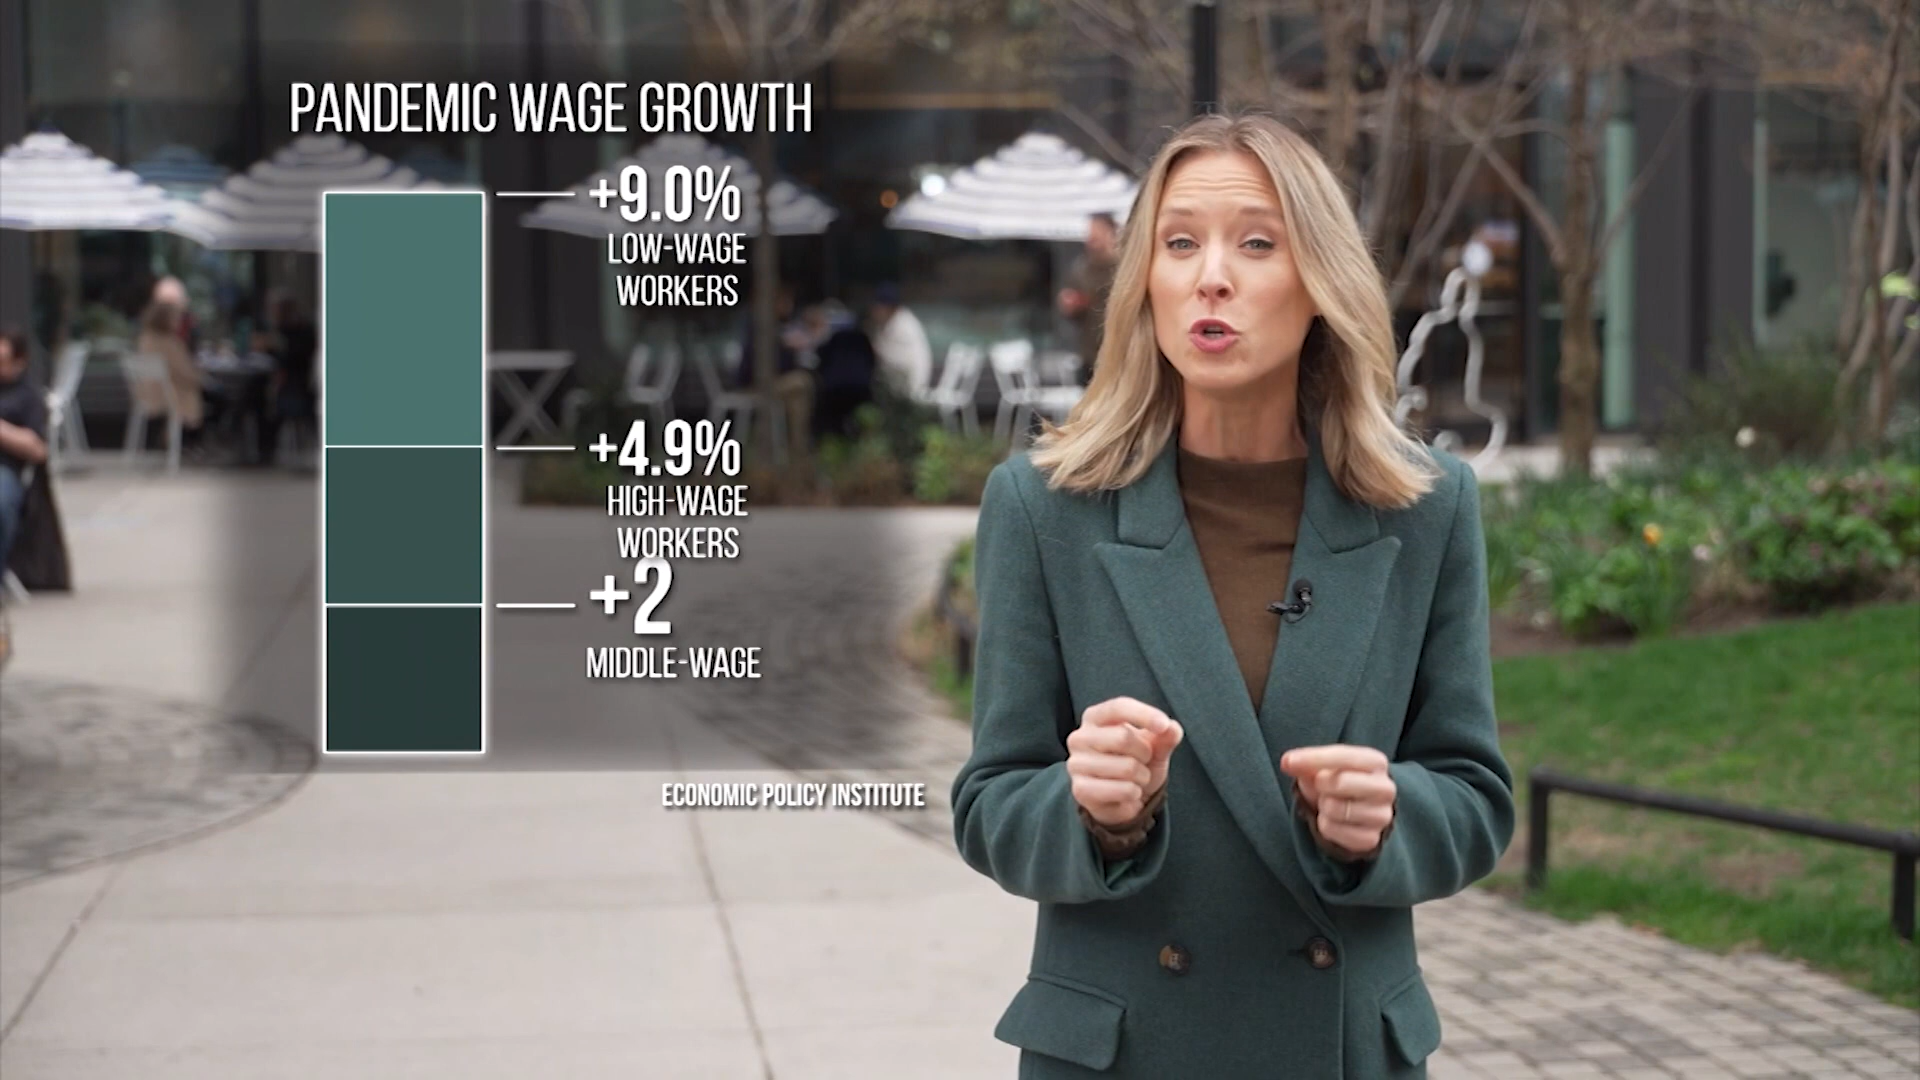 PANDEMIC WAGE GROWTH
+9.0%
LOW-WAGE
WORKERS
+4.9%
HIGH-WAGE
WORKERS
+2
MIDDLE-WAGE
ECONOMIC POLICY INSTITUTE